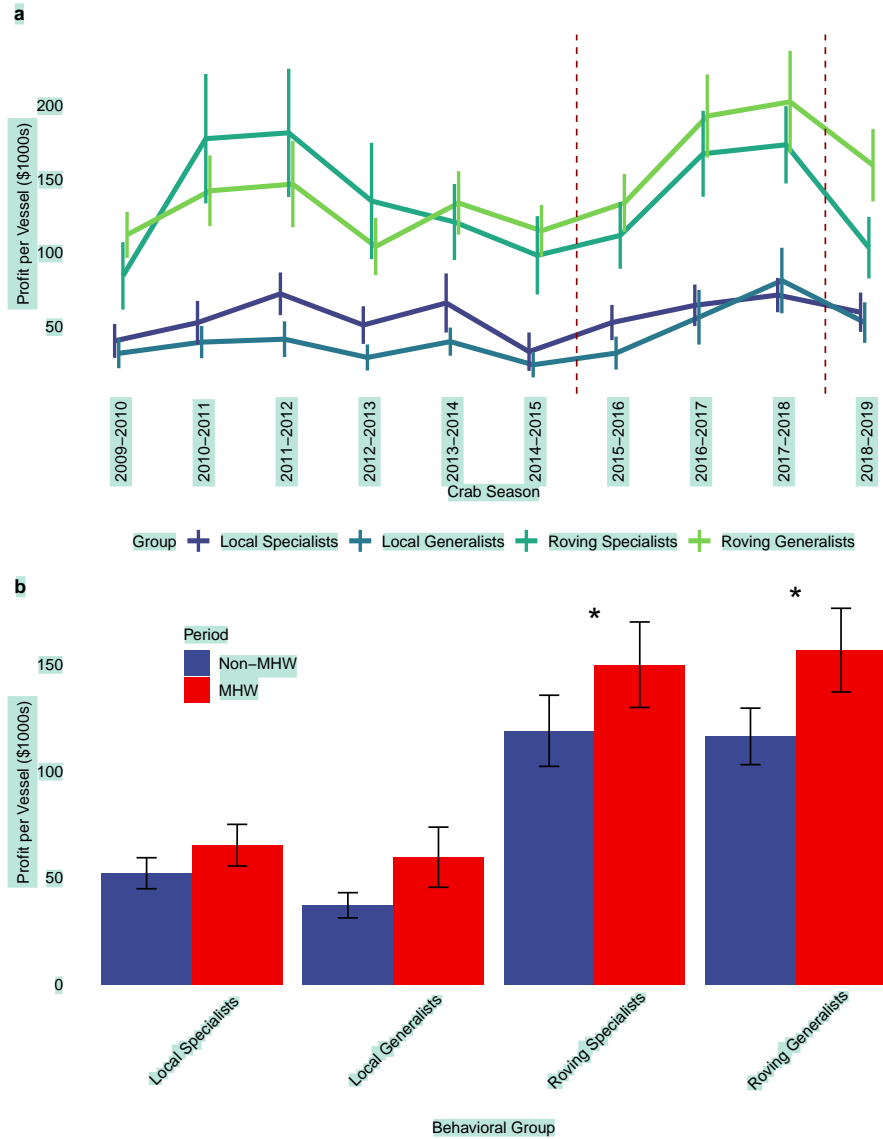 a
Profit per Vessel ($1000s)
200
150
100
50
2009–2010
2010–2011
2011–2012
2012–2013
2013–2014
2014–2015
2015–2016
2016–2017
2017–2018
2018–2019
Crab Season
Group Local Specialists Local Generalists Roving Specialists Roving Generalists
b
*
*
Period
Non–MHW
MHW
Profit per Vessel ($1000s)
150
100
50
0
Local Specialists
Local Generalists
Roving Specialists
Roving Generalists
Behavioral Group